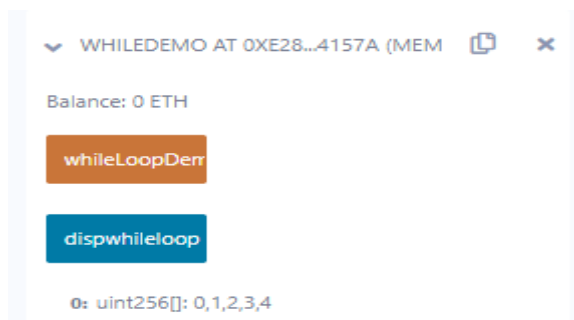 WHILEDEMO AT 0XE28...4157A (MEM
Balance: 0 ETH
whileLoopDem
dispwhileloop
0: uint256[]: 0,1,2,3,4